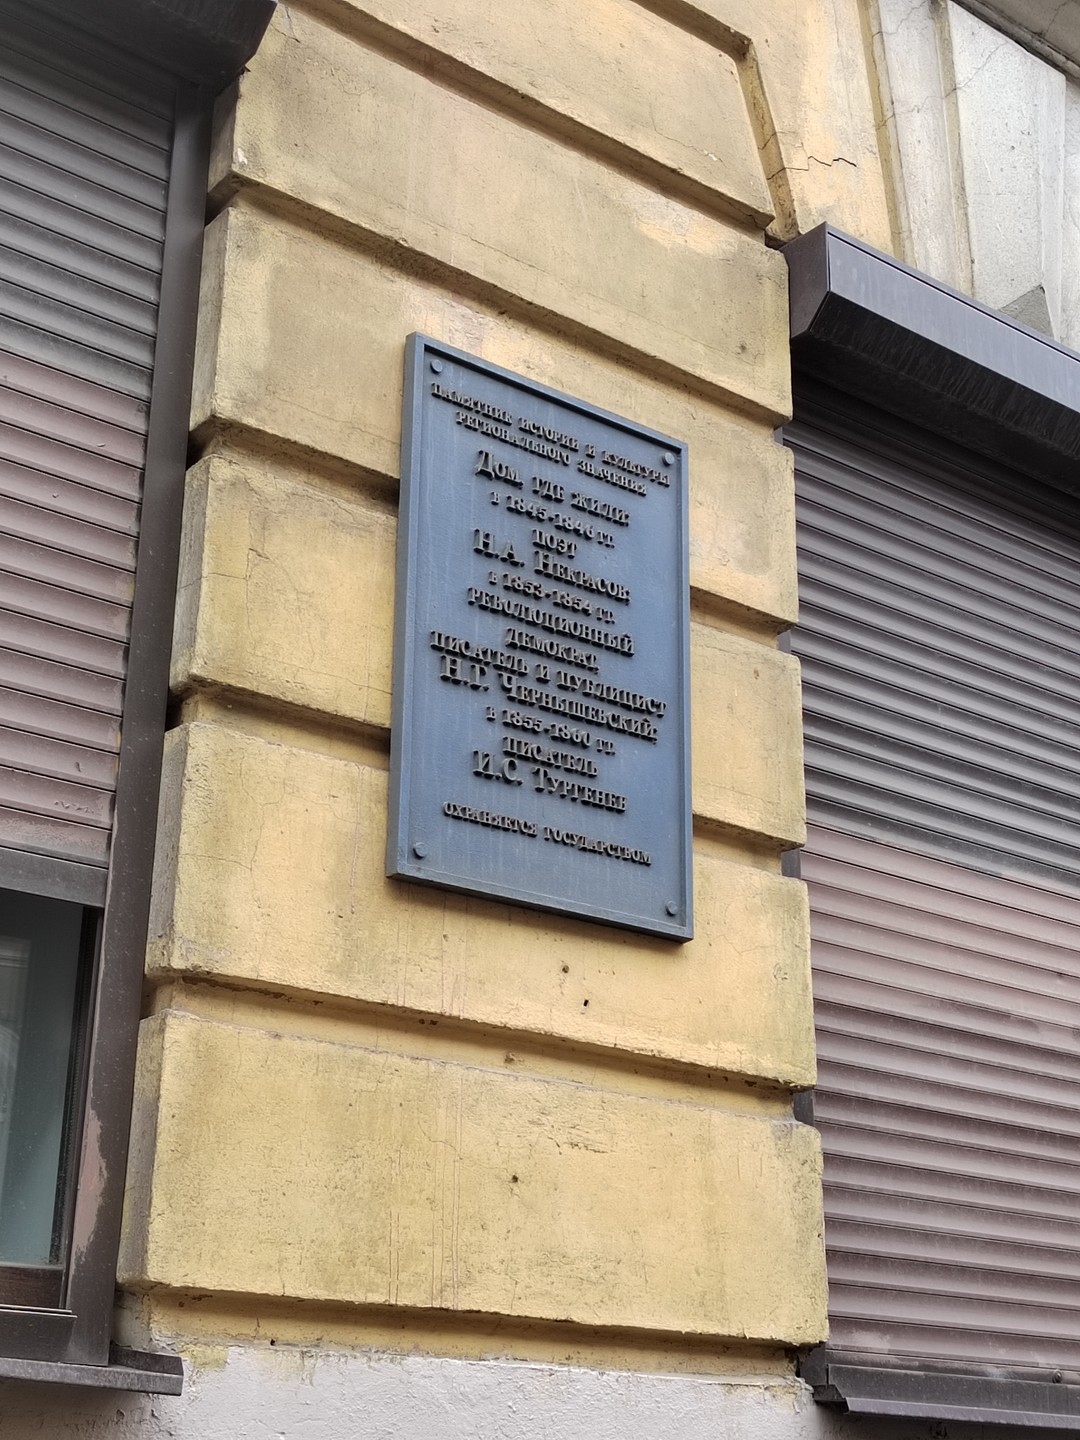 ПАМЯТНИК ИСТОРИИ И КУЛЬТУРЫ
РЕГИОНАЛЬНОГО ЗНАЧЕНИЯ
ДОМ, ГДЕ ЖИЛИ:
в 1845-1846 гг.
ПОЭТ
Н.А. НЕКРАСОВ;
в 1853-1854 гг.
РЕВОЛЮЦИОННЫЙ
ДЕМОКРАТ,
ПИСАТЕЛЬ И ПУБЛИЦИСТ
Н.Г. ЧЕРНЫШЕВСКИЙ;
в 1855-1860 гг.
ПИСАТЕЛЬ
И.С. ТУРГЕНЕВ
ОХРАНЯЕТСЯ ГОСУДАРСТВОМ